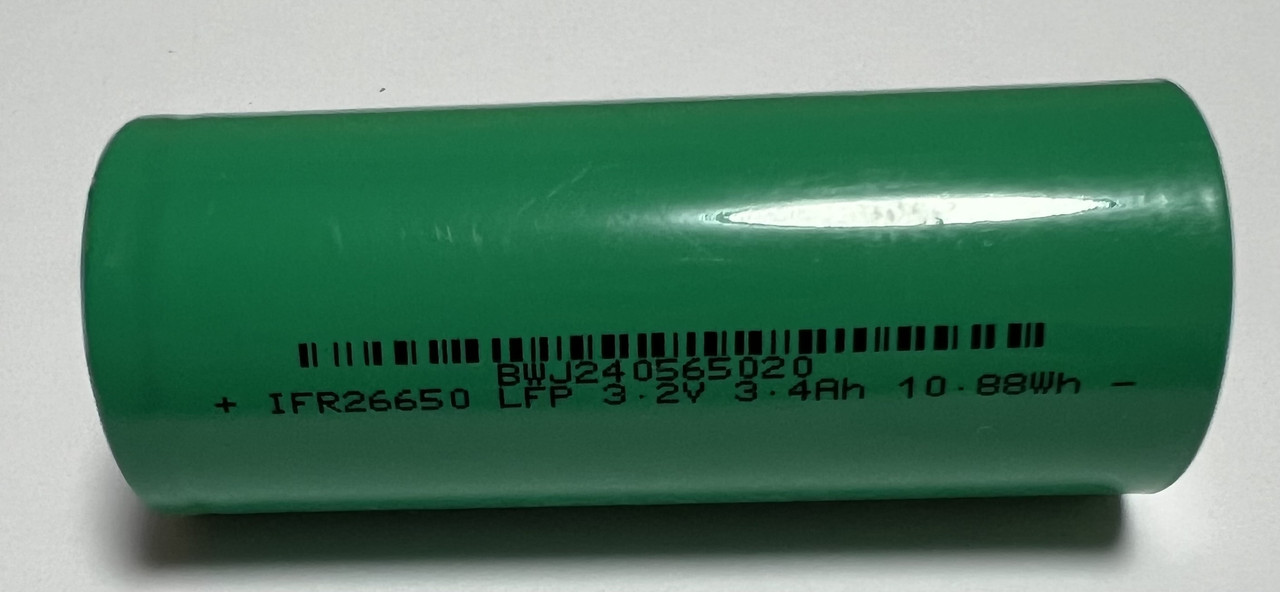 BWJ240565020
+ IFR26650 LFP 3.2V 3.4Ah 10.88Wh -